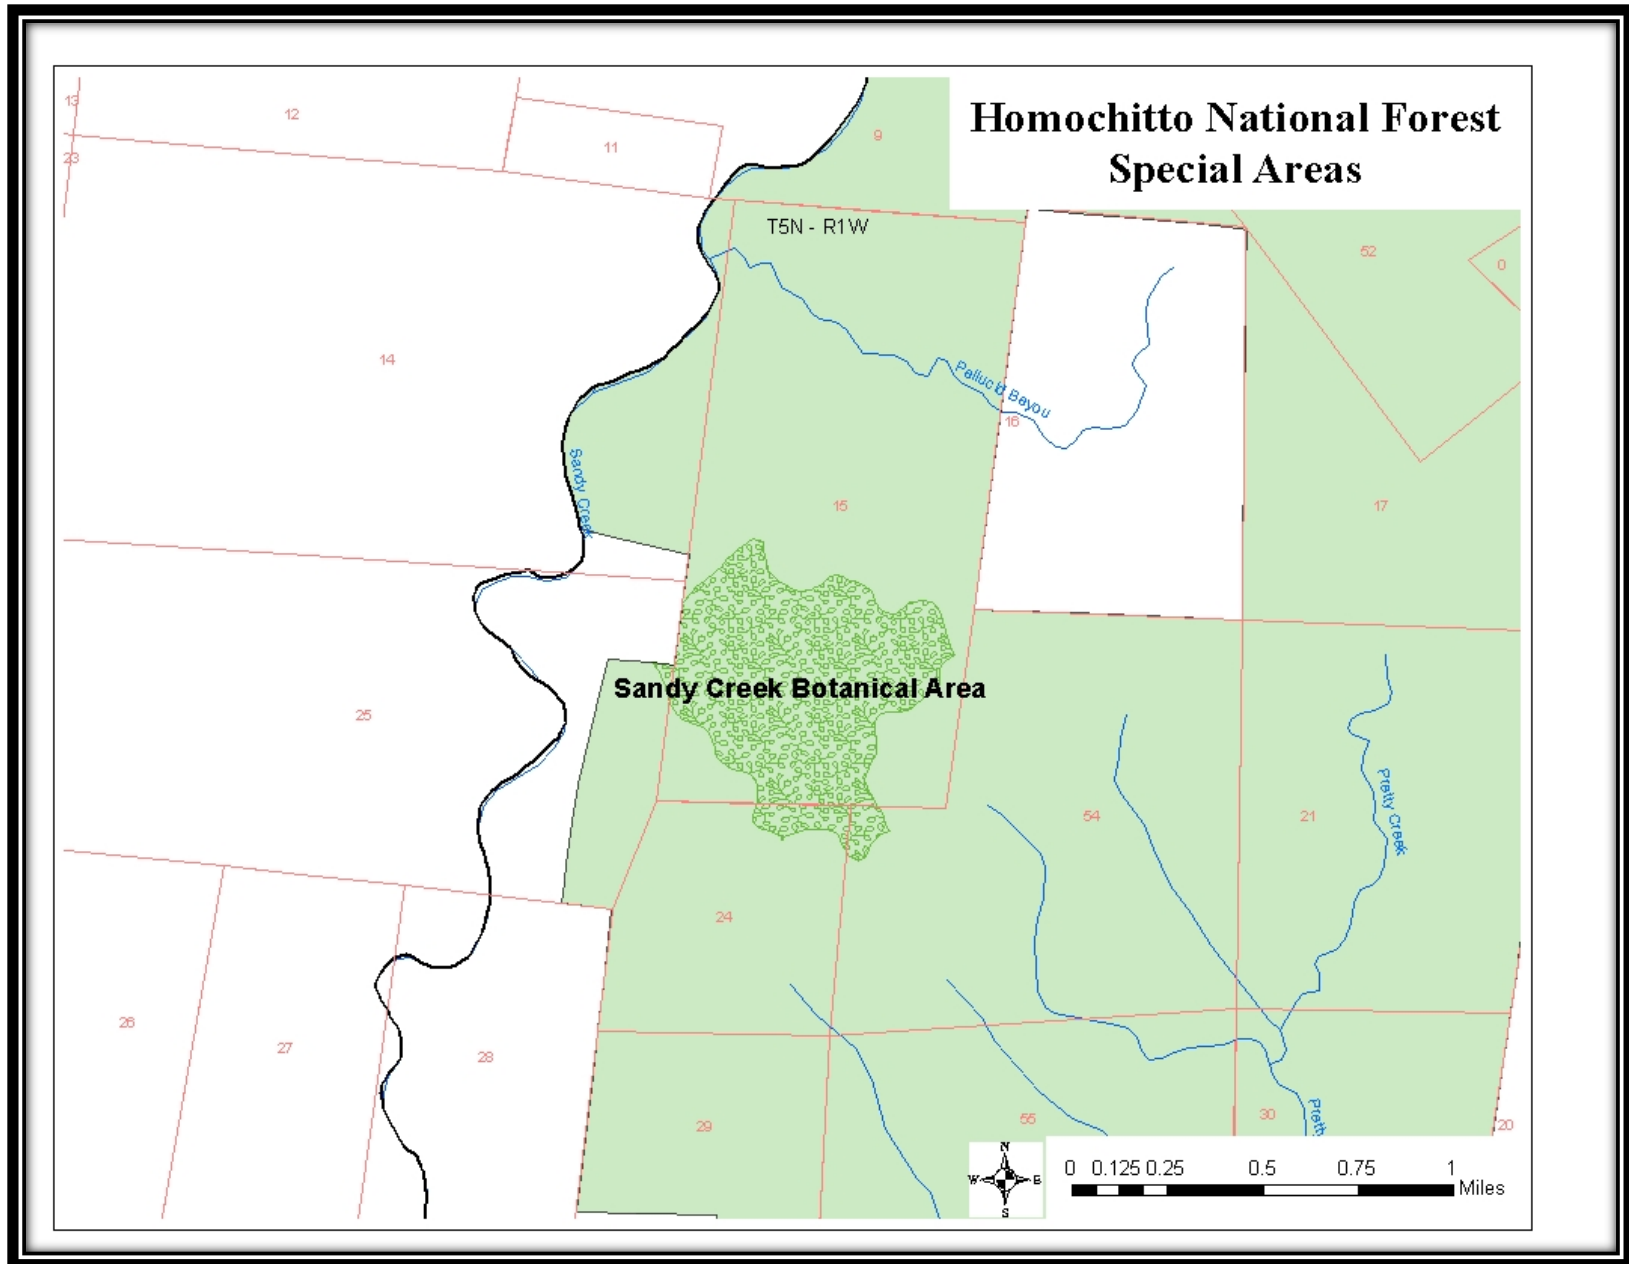 Homochitto National Forest
Special Areas
13
12
11
9
23
T5N - R1W
52
0
14
Pallucid Bayou
16
Sandy Creek
15
17
Sandy Creek Botanical Area
25
54
21
Pretty Creek
24
26
27
28
29
55
30
20
Pretty
N
W E
S
0 0.125 0.25 0.5 0.75 1
Miles